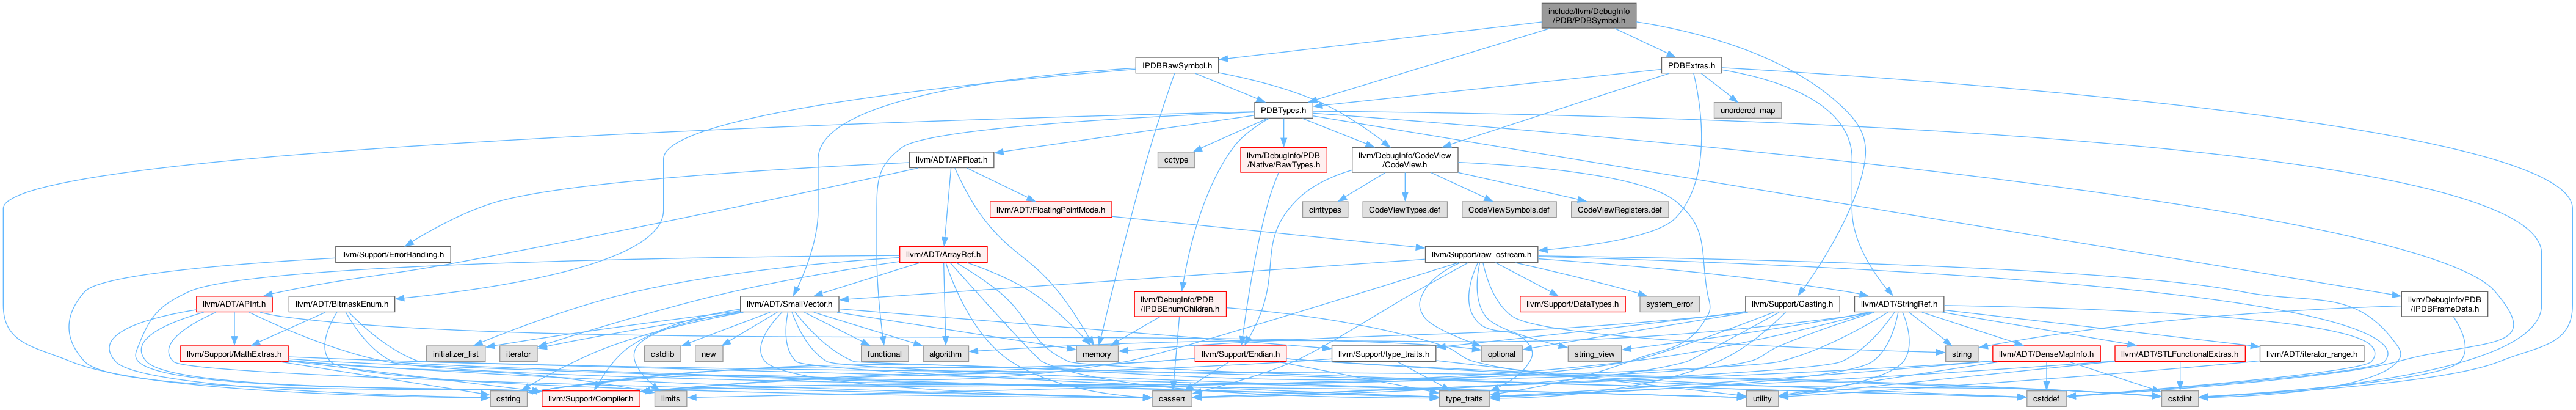 include/llvm/DebugInfo
/PDB/PDBSymbol.h
IPDBRawSymbol.h
PDBExtras.h
PDBTypes.h
unordered_map
llvm/ADT/APFloat.h
cctype
llvm/DebugInfo/PDB
/Native/RawTypes.h
llvm/DebugInfo/CodeView
/CodeView.h
llvm/ADT/FloatingPointMode.h
cinttypes
CodeViewTypes.def
CodeViewSymbols.def
CodeViewRegisters.def
llvm/Support/ErrorHandling.h
llvm/ADT/ArrayRef.h
llvm/Support/raw_ostream.h
llvm/ADT/APInt.h
llvm/ADT/BitmaskEnum.h
llvm/ADT/SmallVector.h
llvm/DebugInfo/PDB
/IPDBEnumChildren.h
llvm/Support/DataTypes.h
system_error
llvm/Support/Casting.h
llvm/ADT/StringRef.h
llvm/DebugInfo/PDB
/IPDBFrameData.h
llvm/Support/MathExtras.h
initializer_list
iterator
cstdlib
new
functional
algorithm
memory
llvm/Support/Endian.h
llvm/Support/type_traits.h
optional
string_view
string
llvm/ADT/DenseMapInfo.h
llvm/ADT/STLFunctionalExtras.h
llvm/ADT/iterator_range.h
cstring
llvm/Support/Compiler.h
limits
cassert
type_traits
utility
cstddef
cstdint